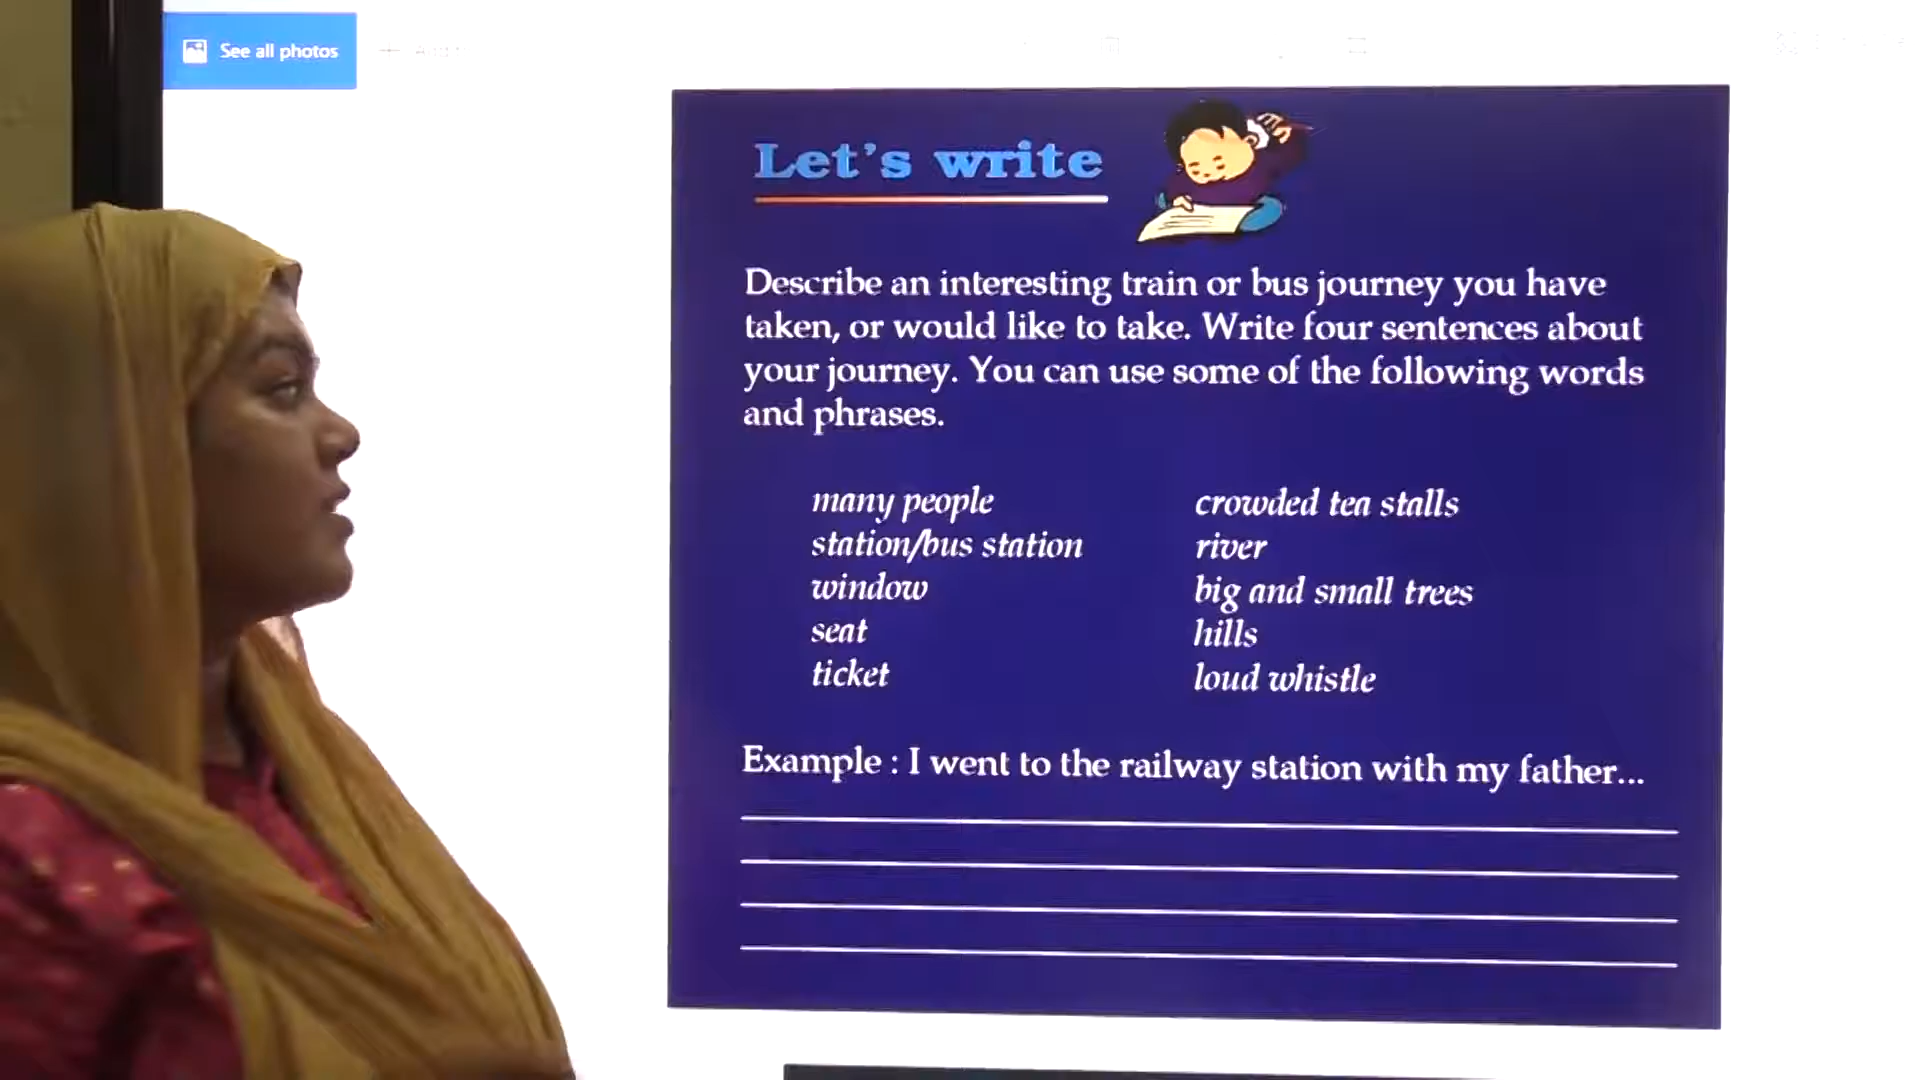 See all photos
Let's write
Describe an interesting train or bus journey you have
taken, or would like to take. Write four sentences about
your journey. You can use some of the following words
and phrases.
many people
station/bus station
window
seat
ticket
crowded tea stalls
river
big and small trees
hills
loud whistle
Example : I went to the railway station with my father...